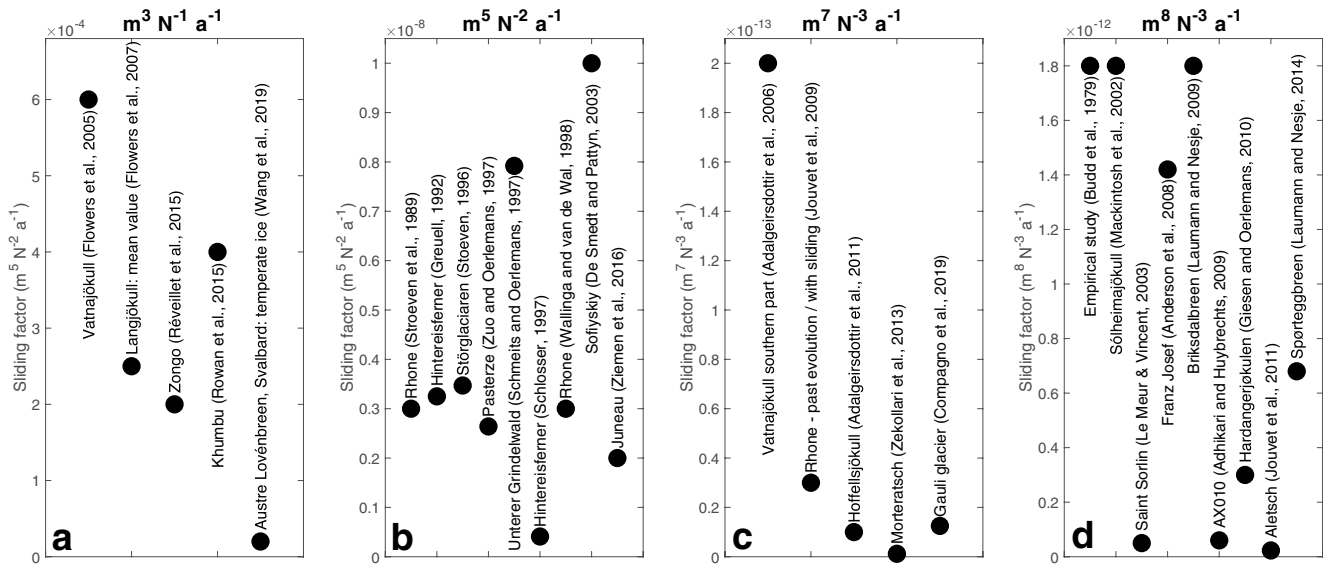 m3 N-1 a-1
×10-4
Sliding factor (m5 N-2 a-1)
6
5
4
3
2
1
0
Vatnajökull (Flowers et al., 2005)
Langjökull: mean value (Flowers et al., 2007)
Zongo (Réveillet et al., 2015)
Khumbu (Rowan et al., 2015)
Austre Lovénbreen, Svalbard: temperate ice (Wang et al., 2019)
a
m5 N-2 a-1
×10-8
Sliding factor (m5 N-2 a-1)
1
0.9
0.8
0.7
0.6
0.5
0.4
0.3
0.2
0.1
0
Rhone (Stroeven et al., 1989)
Hintereisferner (Greuell, 1992)
Störglaciaren (Stoeven, 1996)
Pasterze (Zuo and Oerlemans, 1997)
Unterer Grindelwald (Schmeits and Oerlemans, 1997)
Hintereisferner (Schlosser, 1997)
Rhone (Wallinga and van de Wal, 1998)
Sofiyskiy (De Smedt and Pattyn, 2003)
Juneau (Ziemen et al., 2016)
b
m7 N-3 a-1
×10-13
Sliding factor (m7 N-3 a-1)
2
1.8
1.6
1.4
1.2
1
0.8
0.6
0.4
0.2
0
Vatnajökull southern part (Adalgeirsdottir et al., 2006)
Rhone - past evolution / with sliding (Jouvet et al., 2009)
Hoffellsjökull (Adalgeirsdottir et al., 2011)
Morteratsch (Zekollari et al., 2013)
Gauli glacier (Compagno et al., 2019)
c
m8 N-3 a-1
×10-12
Sliding factor (m8 N-3 a-1)
1.8
1.6
1.4
1.2
1
0.8
0.6
0.4
0.2
0
Empirical study (Budd et al., 1979)
Sólheimajökull (Mackintosh et al., 2002)
Saint Sorlin (Le Meur & Vincent, 2003)
Franz Josef (Anderson et al., 2008)
Briksdalbreen (Laumann and Nesje, 2009)
AX010 (Adhikari and Huybrechts, 2009)
Hardangerjøkulen (Giesen and Oerlemans, 2010)
Aletsch (Jouvet et al., 2011)
Sporteggbreen (Laumann and Nesje, 2014)
d